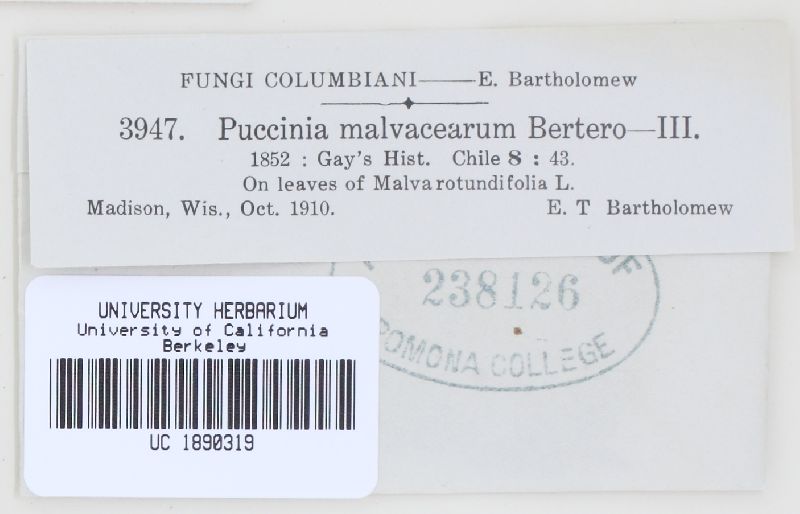 FUNGI COLUMBIANI——E. Bartholomew
3947. Puccinia malvacearum Bertero—III.
1852 : Gay's Hist. Chile 8 : 43.
On leaves of Malva rotundifolia L.
Madison, Wis., Oct. 1910. E. T Bartholomew
238126
POMONA COLLEGE
UNIVERSITY HERBARIUM
University of California
Berkeley
UC 1890319